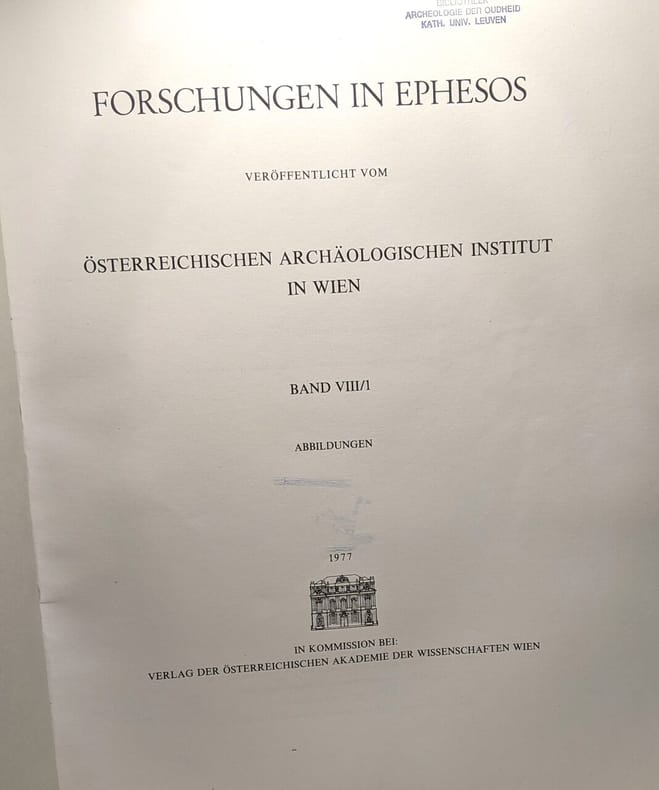 BIBLIOTHEEK
ARCHEOLOGIE DER OUDHEID
KATH. UNIV. LEUVEN
FORSCHUNGEN IN EPHESOS
VERÖFFENTLICHT VOM
ÖSTERREICHISCHEN ARCHÄOLOGISCHEN INSTITUT
IN WIEN
BAND VIII/1
ABBILDUNGEN
1977
IN KOMMISSION BEI:
VERLAG DER ÖSTERREICHISCHEN AKADEMIE DER WISSENSCHAFTEN WIEN